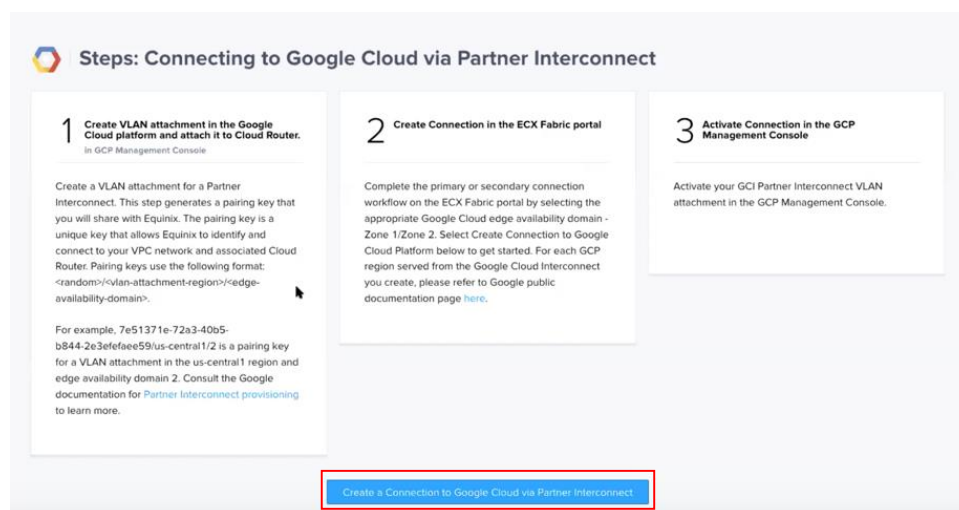 Steps: Connecting to Google Cloud via Partner Interconnect
1
Create VLAN attachment in the Google
Cloud platform and attach it to Cloud Router.
in GCP Management Console
Create a VLAN attachment for a Partner
Interconnect. This step generates a pairing key that
you will share with Equinix. The pairing key is a
unique key that allows Equinix to identify and
connect to your VPC network and associated Cloud
Router. Pairing keys use the following format:
<random>/<vlan-attachment-region>/<edge-
availability-domain>.
For example, 7e51371e-72a3-40b5-
b844-2e3efefaee59/us-central1/2 is a pairing key
for a VLAN attachment in the us-central1 region and
edge availability domain 2. Consult the Google
documentation for Partner Interconnect provisioning
to learn more.
2
Create Connection in the ECX Fabric portal
Complete the primary or secondary connection
workflow on the ECX Fabric portal by selecting the
appropriate Google Cloud edge availability domain -
Zone 1/Zone 2. Select Create Connection to Google
Cloud Platform below to get started. For each GCP
region served from the Google Cloud Interconnect
you create, please refer to Google public
documentation page here.
3
Activate Connection in the GCP
Management Console
Activate your GCI Partner Interconnect VLAN
attachment in the GCP Management Console.
Create a Connection to Google Cloud via Partner Interconnect